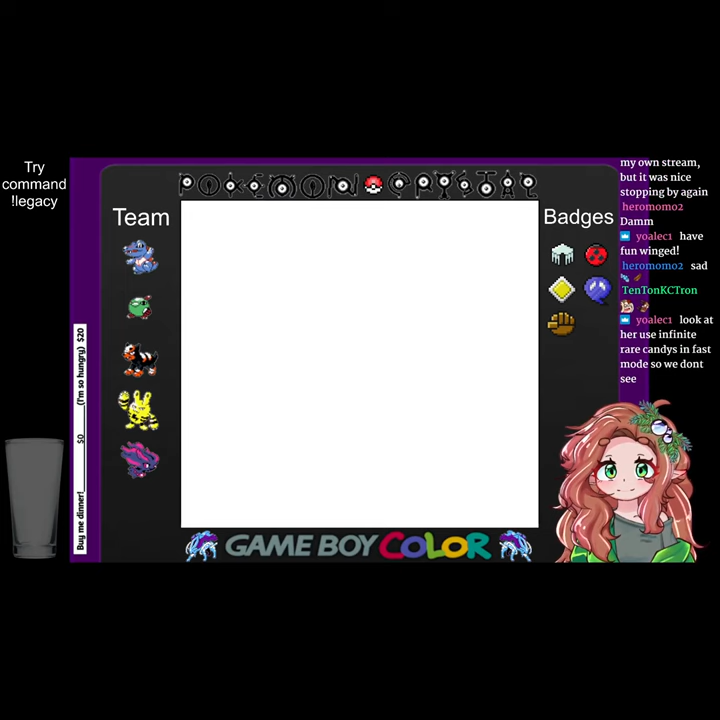 Try
command
!legacy
POKEMON CRYSTAL
Team
Badges
Buy me dinner! $0 (I'm so hungry) $20
GAME BOY COLOR
my own stream,
but it was nice
stopping by again
heromomo2
Damm
yoalec1 have
fun winged!
heromomo2 sad
TenTonKCTron
yoalec1 look at
her use infinite
rare candys in fast
mode so we dont
see